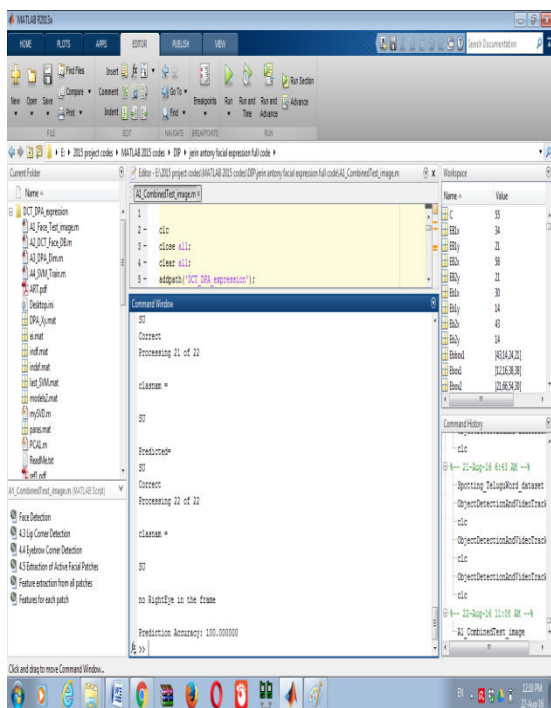 MATLAB R2013a
HOME PLOTS APPS EDITOR PUBLISH VIEW
Search Documentation
New Open Save Find Files Compare Print
Insert Comment Indent
Go To Find
Breakpoints
Run Run and Time Run and Advance Run Section Advance
FILE EDIT NAVIGATE BREAKPOINTS RUN
E: 2015 project codes MATLAB 2015 codes DIP jerin antony facial expression full code
Current Folder
Name
DCT_DPA_expression
A1_Face_Test_image.m
A2_DCT_Face_DB.m
A3_DPA_Dim.m
A4_SVM_Train.m
ART.pdf
Desktop.ini
DPA_Xy.mat
ei.mat
indf.mat
last_SVM.mat
models2.mat
mySVD.m
paras.mat
PCA1.m
ReadMe.txt
ref1.pdf
A1_CombinedTest_image.m (MATLAB Script)
Face Detection
4.3 Lip Corner Detection
4.4 Eyebrow Corner Detection
4.5 Extraction of Active Facial Patches
Feature extraction from all patches
Features for each patch
Editor - E:\2015 project codes\MATLAB 2015 codes\DIP\jerin antony facial expression full code\A1_CombinedTest_image.m
A1_CombinedTest_image.m
1
2 - clc
3 - close all;
4 - clear all;
5 - addpath('DCT_DPA_expression');
Command Window
SU
Correct
Processing 21 of 22
clasnam =
SU
Predicted=
SU
Correct
Processing 22 of 22
clasnam =
SU
no RightEye in the frame
Prediction Accuracy: 100.000000
fx >>
Workspace
Name Value
C 55
EB1x 34
EB1y 21
EB2x 58
EB2y 21
Eb1x 30
Eb1y 14
Eb2x 43
Eb2y 14
Ebbox1 [43,14,24,21]
Ebox1 [12,16,38,38]
Ebox2 [21,66,54,30]
Command History
clc
%-- 21-Aug-16 6:43 AM --%
Spotting_TeluguWord_dataset
ObjectDetectionAndVideoTrack
clc
ObjectDetectionAndVideoTrack
clc
ObjectDetectionAndVideoTrack
clc
%-- 22-Aug-16 11:08 AM --%
A1_CombinedTest_image
Click and drag to move Command Window...
EN
12:10 PM
22-Aug-16